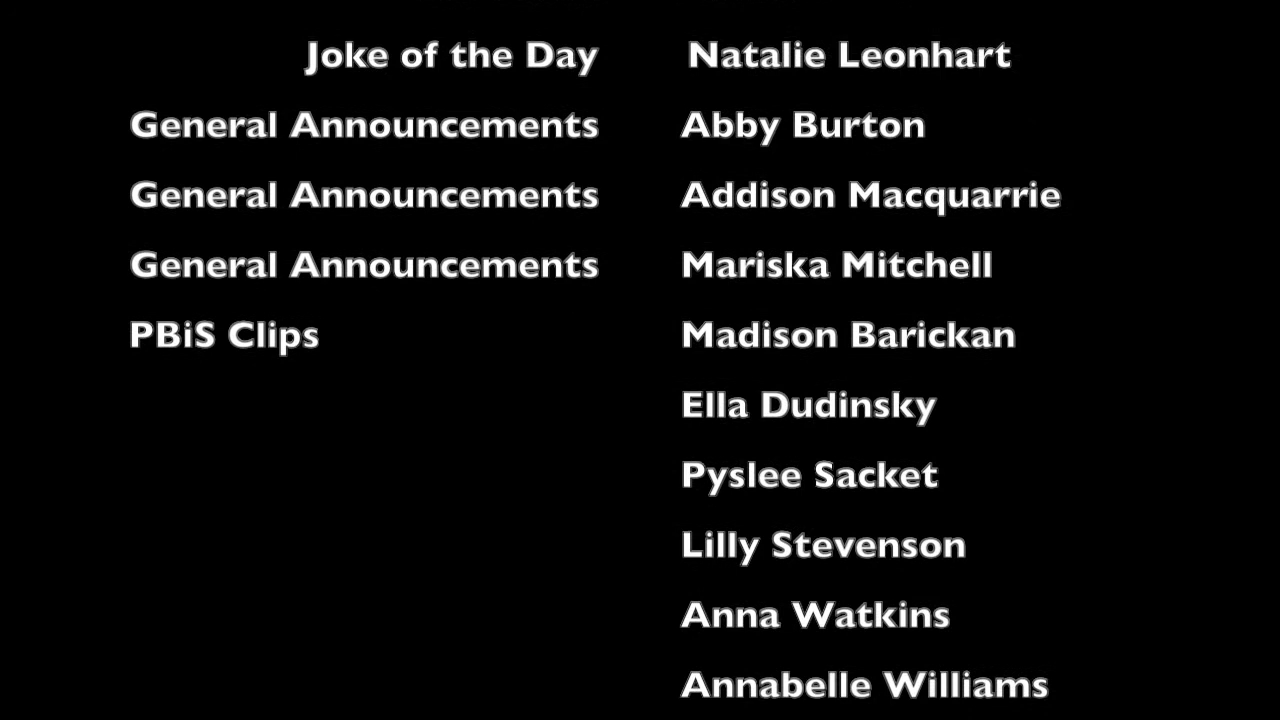 Joke of the Day Natalie Leonhart
General Announcements Abby Burton
General Announcements Addison Macquarrie
General Announcements Mariska Mitchell
PBiS Clips Madison Barickan
Ella Dudinsky
Pyslee Sacket
Lilly Stevenson
Anna Watkins
Annabelle Williams